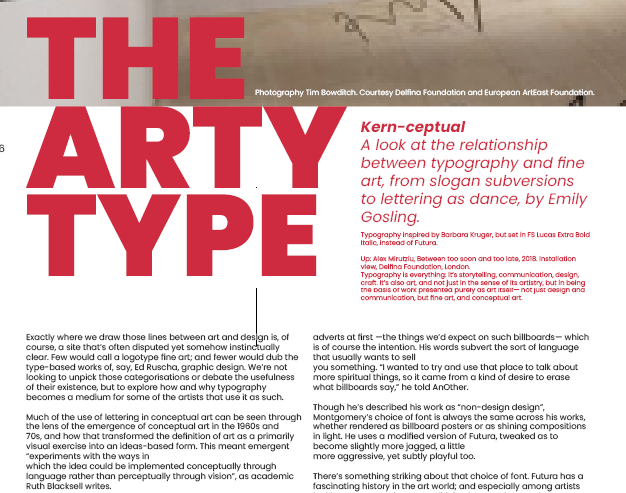 THE
Photography Tim Bowditch. Courtesy Delfina Foundation and European ArtEast Foundation.
ARTY
TYPE
6
Kern-ceptual
A look at the relationship
between typography and fine
art, from slogan subversions
to lettering as dance, by Emily
Gosling.
Typography inspired by Barbara Kruger, but set in FS Lucas Extra Bold
Italic, instead of Futura.
Up: Alex Mirutziu, Between too soon and too late, 2018. Installation
view, Delfina Foundation, London.
Typography is everything: it's storytelling, communication, design,
craft. It's also art, and not just in the sense of its artistry, but in being
the basis of work presented purely as art itself— not just design and
communication, but fine art, and conceptual art.
Exactly where we draw those lines between art and design is, of
course, a site that's often disputed yet somehow instinctually
clear. Few would call a logotype fine art; and fewer would dub the
type-based works of, say, Ed Ruscha, graphic design. We're not
looking to unpick those categorisations or debate the usefulness
of their existence, but to explore how and why typography
becomes a medium for some of the artists that use it as such.
Much of the use of lettering in conceptual art can be seen through
the lens of the emergence of conceptual art in the 1960s and
70s, and how that transformed the definition of art as a primarily
visual exercise into an ideas-based form. This meant emergent
"experiments with the ways in
which the idea could be implemented conceptually through
language rather than perceptually through vision", as academic
Ruth Blacksell writes.
adverts at first —the things we'd expect on such billboards— which
is of course the intention. His words subvert the sort of language
that usually wants to sell
you something. "I wanted to try and use that place to talk about
more spiritual things, so it came from a kind of desire to erase
what billboards say," he told AnOther.
Though he's described his work as "non-design design",
Montgomery's choice of font is always the same across his works,
whether rendered as billboard posters or as shining compositions
in light. He uses a modified version of Futura, tweaked as to
become slightly more jagged, a little
more aggressive, yet subtly playful too.
There's something striking about that choice of font. Futura has a
fascinating history in the art world; and especially among artists